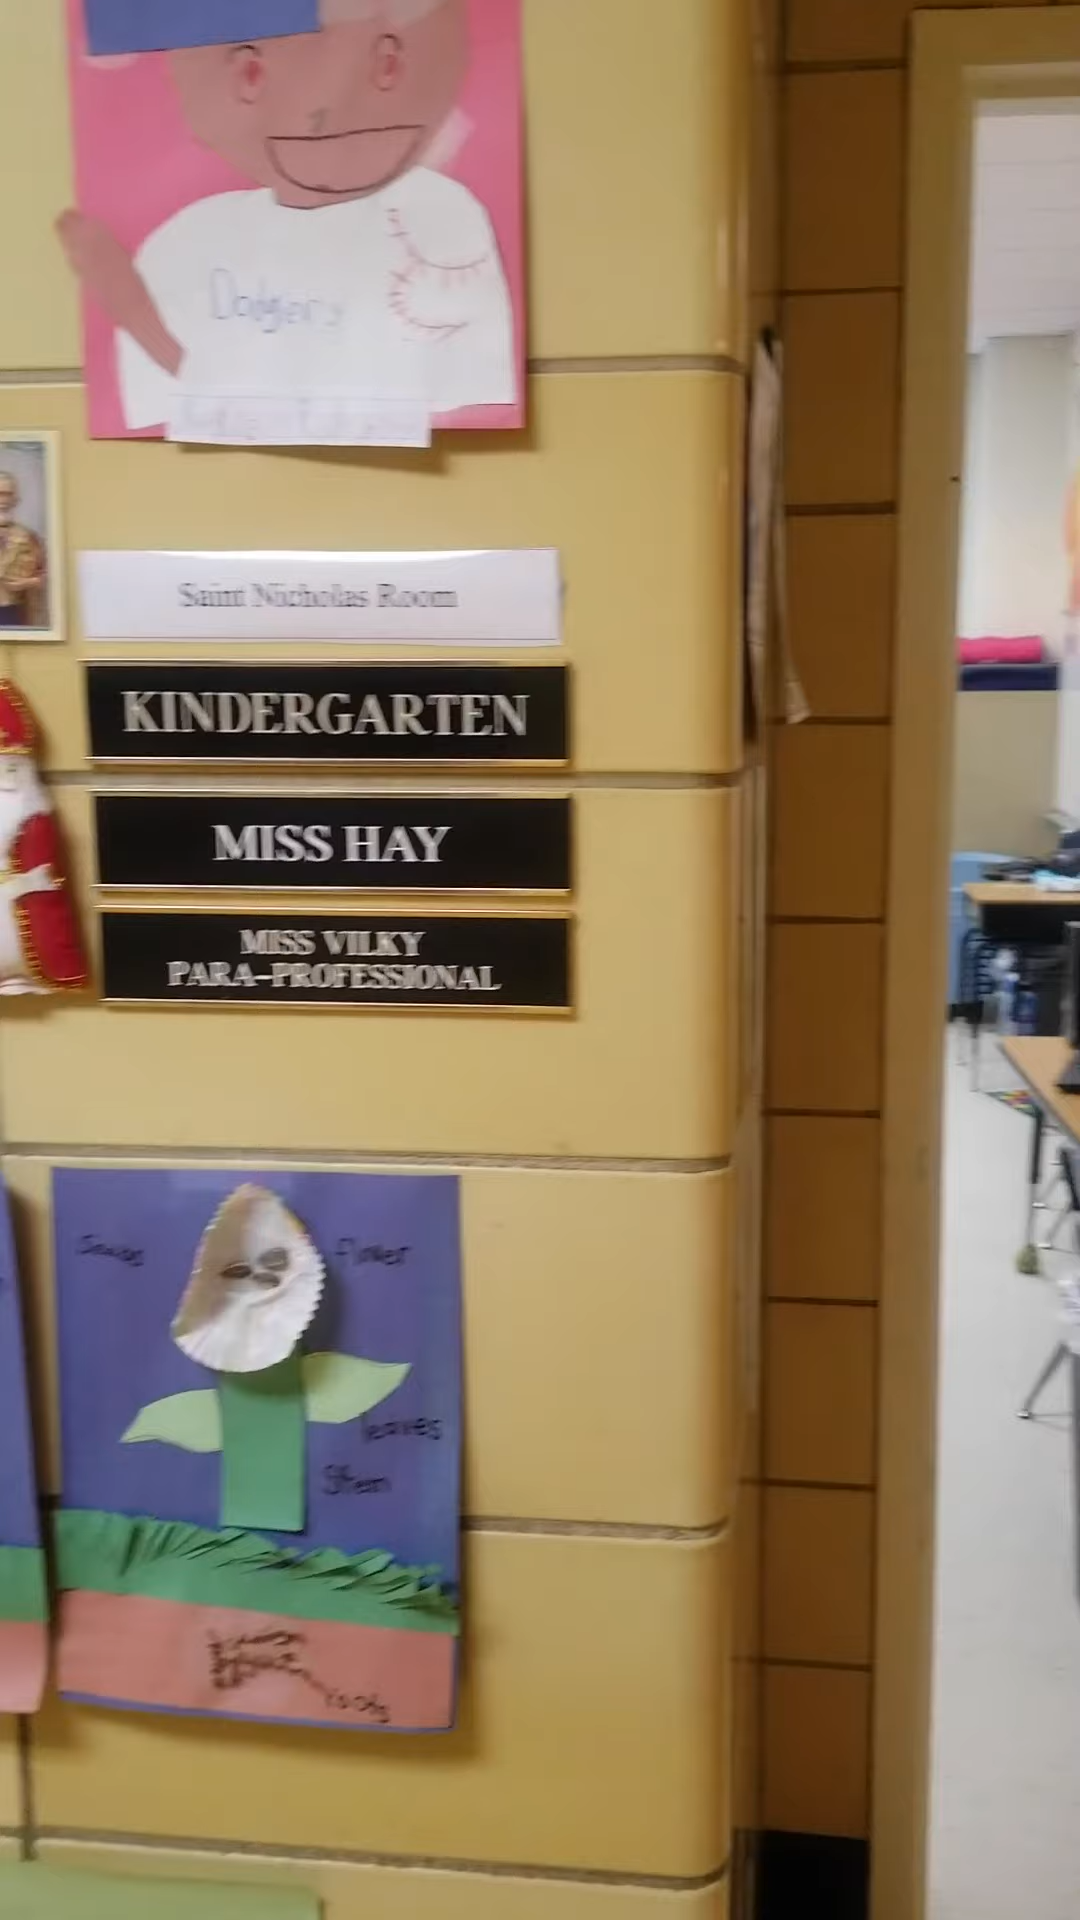 Dodgers
Saint Nicholas Room
KINDERGARTEN
MISS HAY
MISS VILKY
PARA-PROFESSIONAL
flower
leaves
Stem
roots